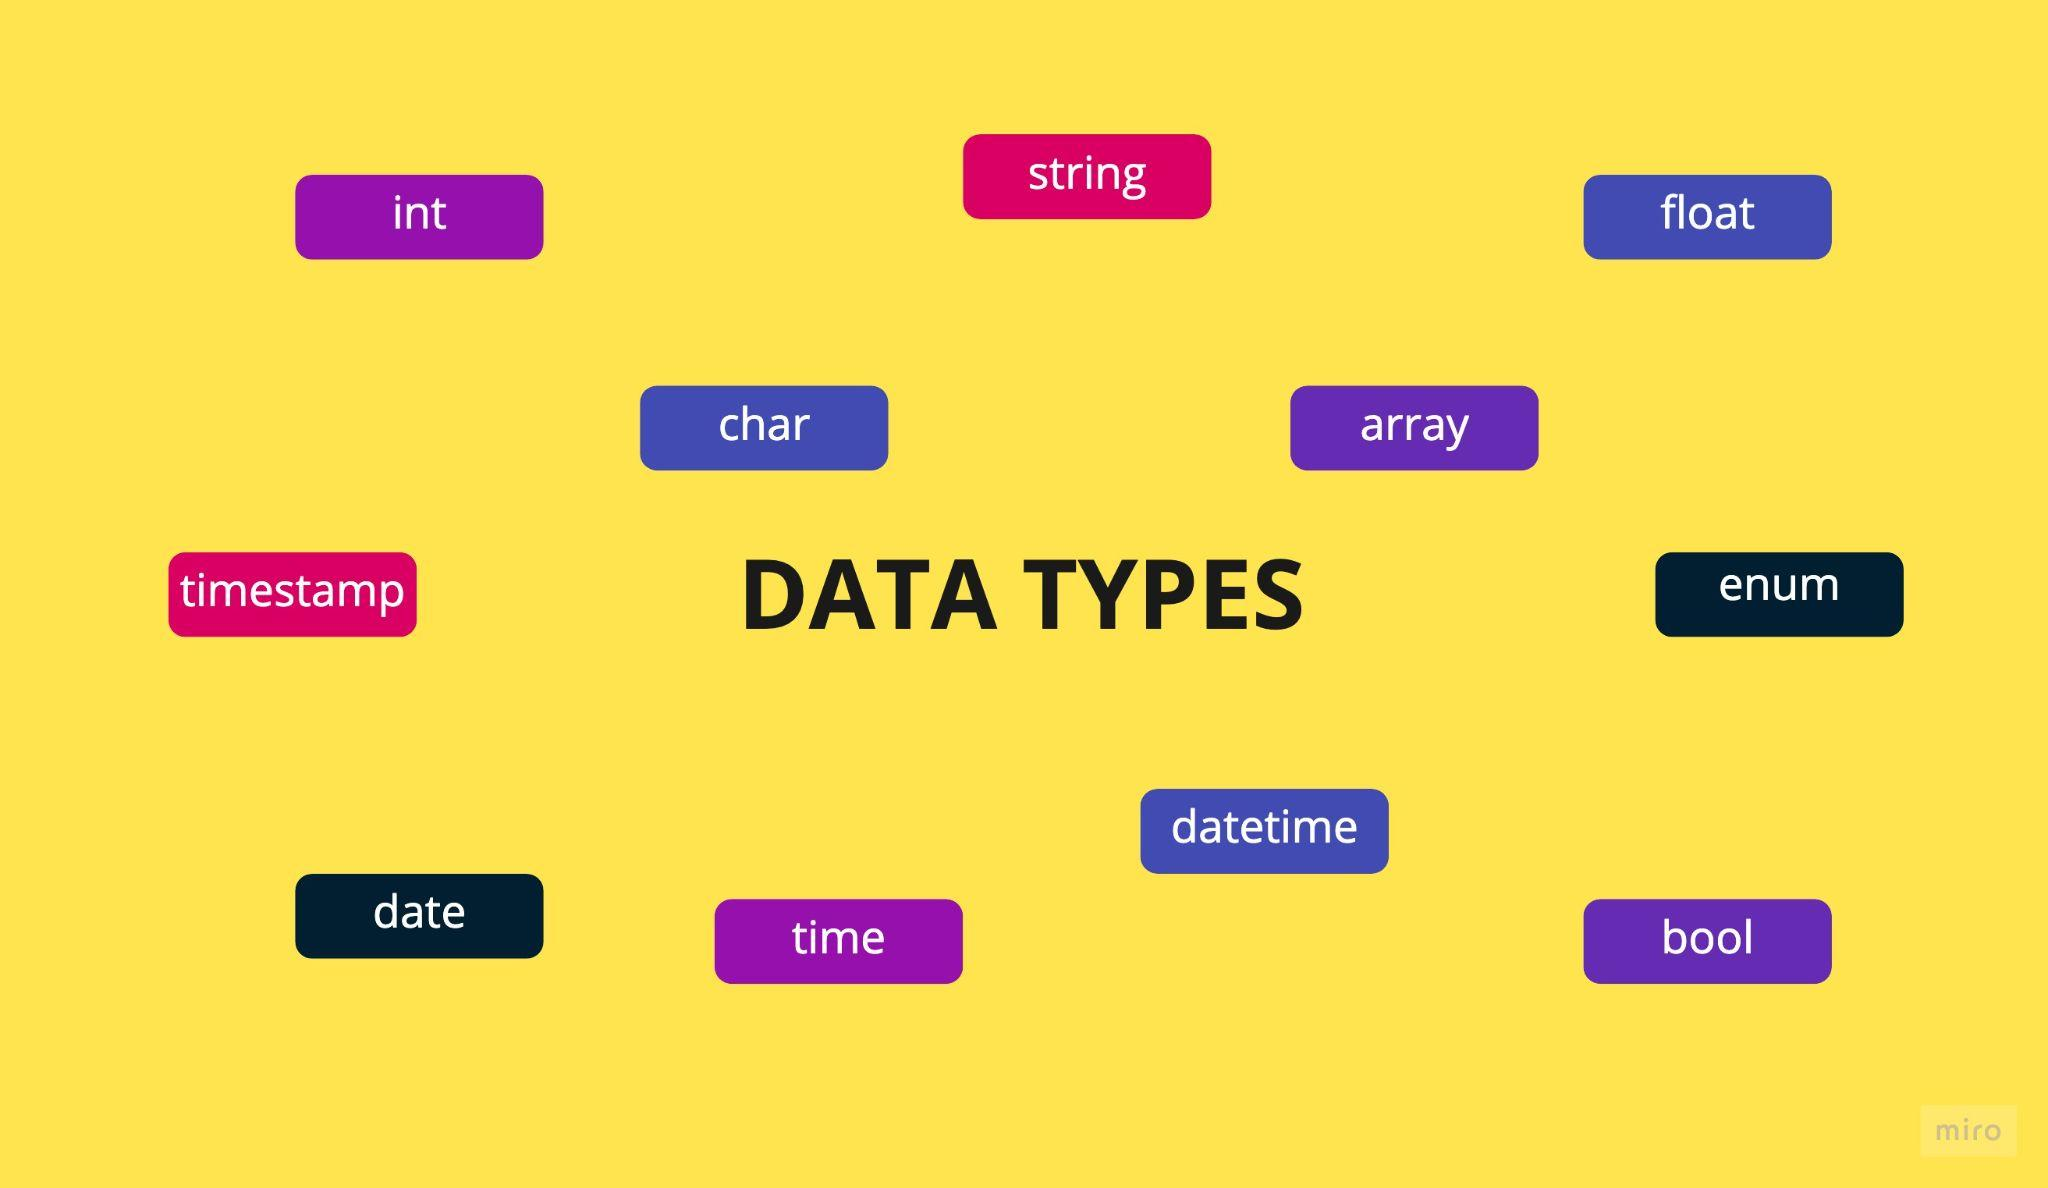 string
int
float
char
array
timestamp
DATA TYPES
enum
datetime
date
time
bool
miro